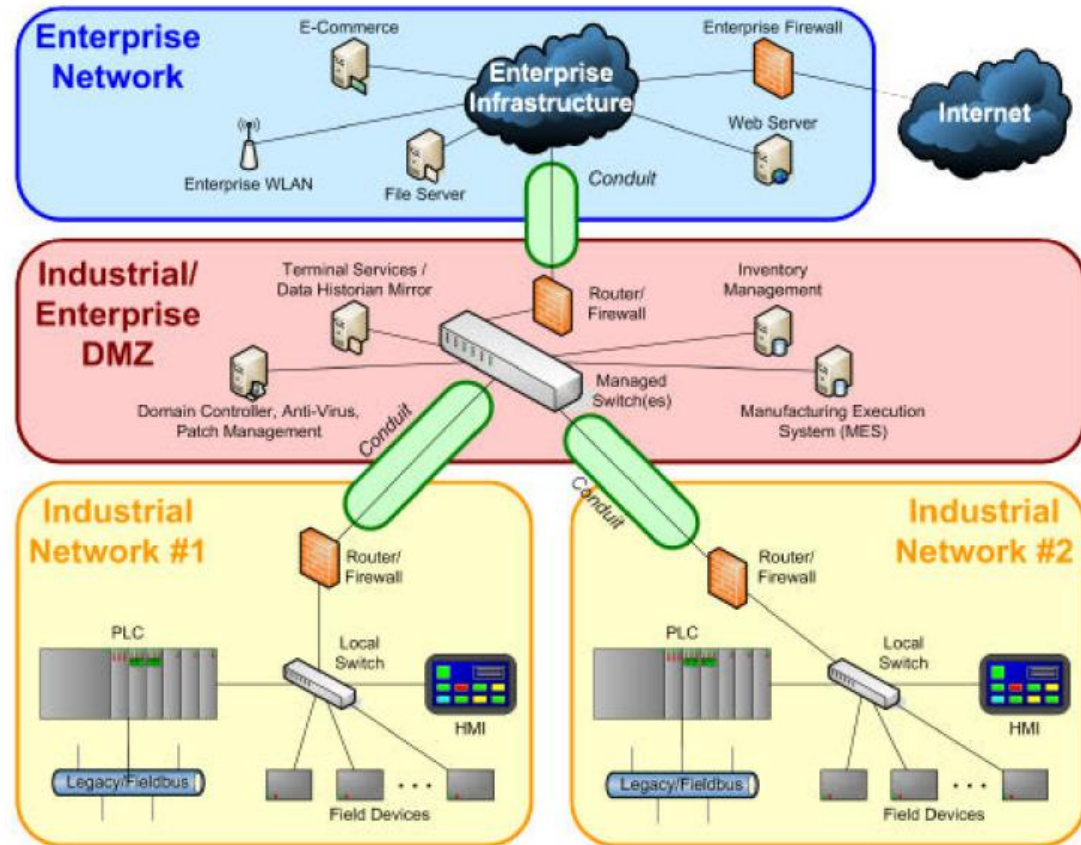 Enterprise
Network
E-Commerce
Enterprise Firewall
Enterprise
Infrastructure
Internet
Web Server
Enterprise WLAN
File Server
Conduit
Industrial/
Enterprise
DMZ
Terminal Services /
Data Historian Mirror
Router/
Firewall
Inventory
Management
Domain Controller, Anti-Virus,
Patch Management
Managed
Switch(es)
Manufacturing Execution
System (MES)
Conduit
Conduit
Industrial
Network #1
Router/
Firewall
PLC
Local
Switch
HMI
Legacy/Fieldbus
Field Devices
Industrial
Network #2
Router/
Firewall
PLC
Local
Switch
HMI
Legacy/Fieldbus
Field Devices